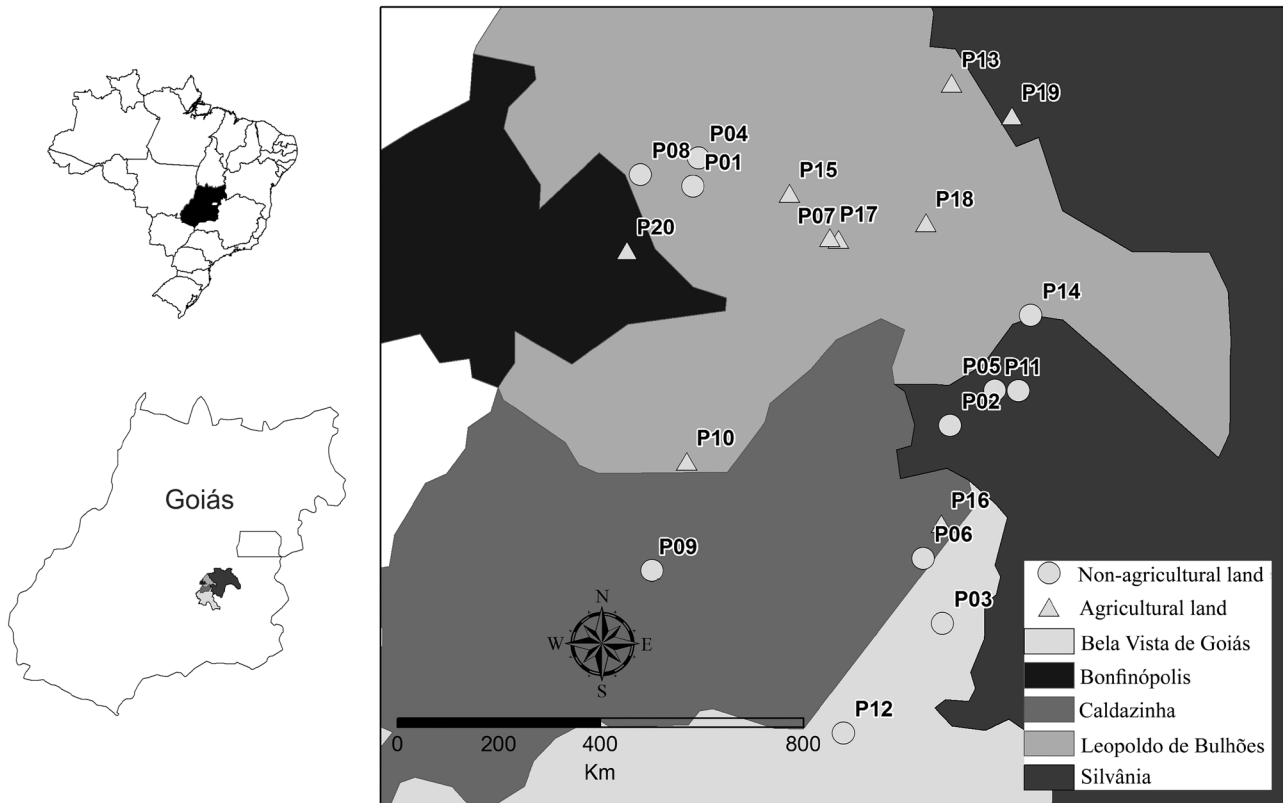 Goiás
P13
P19
P04
P08
P01
P15
P18
P07
P17
P20
P14
P05
P11
P02
P10
P16
P06
P09
P03
P12
N
W
E
S
0
200
400
800
Km
Non-agricultural land
Agricultural land
Bela Vista de Goiás
Bonfinópolis
Caldazinha
Leopoldo de Bulhões
Silvânia